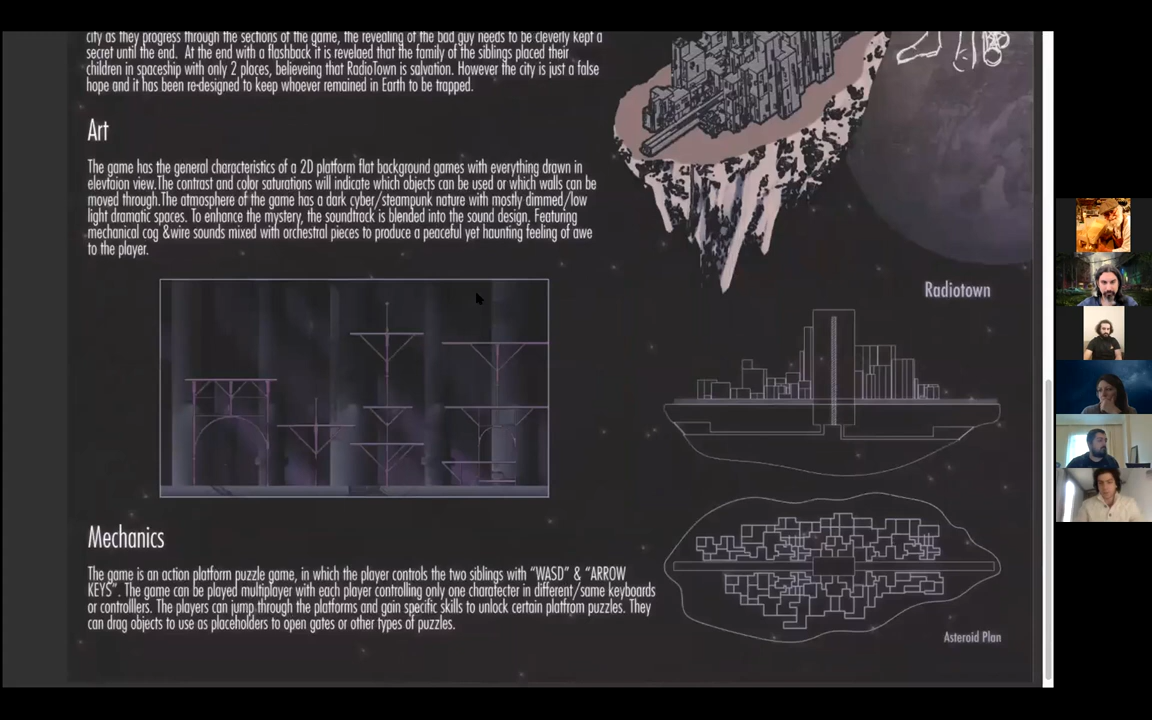 city as they progress through the sections of the game, the revealing of the bad guy needs to be cleverly kept a
secret until the end. At the end with a flashback it is revelaed that the family of the siblings placed their
children in spaceship with only 2 places, believeing that RadioTown is salvation. However the city is just a false
hope and it has been re-designed to keep whoever remained in Earth to be trapped.
Art
The game has the general characteristics of a 2D platform flat background games with everything drawn in
elevtaion view.The contrast and color saturations will indicate which objects can be used or which walls can be
moved through.The atmosphere of the game has a dark cyber/steampunk nature with mostly dimmed/low
light dramatic spaces. To enhance the mystery, the soundtrack is blended into the sound design. Featuring
mechanical cog &wire sounds mixed with orchestral pieces to produce a peaceful yet haunting feeling of awe
to the player.
Radiotown
Mechanics
The game is an action platform puzzle game, in which the player controls the two siblings with “WASD” & “ARROW
KEYS”. The game can be played multiplayer with each player controlling only one charatecter in different/same keyboards
or controlllers. The players can jump through the platforms and gain specific skills to unlock certain platfrom puzzles. They
can drag objects to use as placeholders to open gates or other types of puzzles.
Asteroid Plan